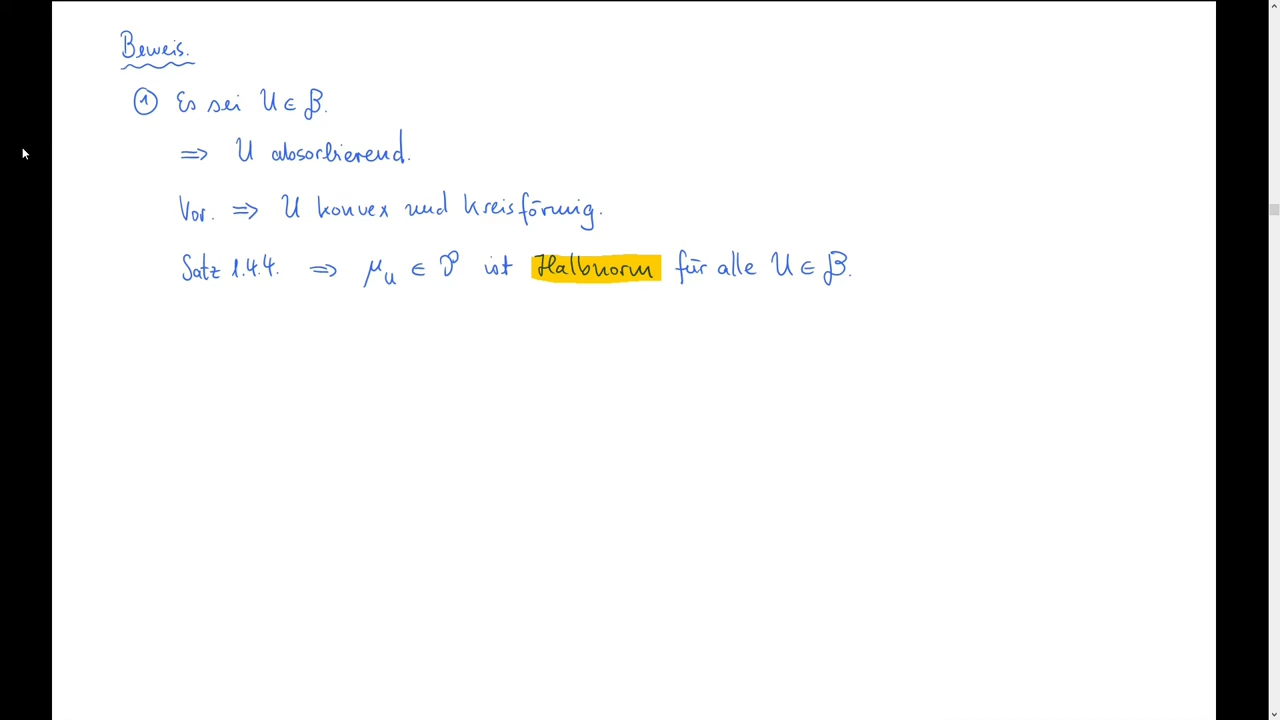 Beweis.
① Es sei U ∈ ℬ.
⇒ U absorbierend.
Vor. ⇒ U konvex und kreisförmig.
Satz 1.4.4. ⇒ μ_U ∈ 𝒫 ist Halbnorm für alle U ∈ ℬ.